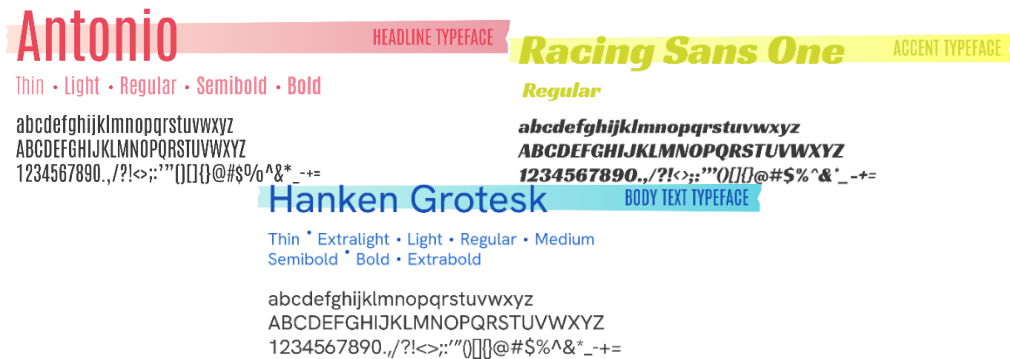 Antonio
HEADLINE TYPEFACE
Thin • Light • Regular • Semibold • Bold
abcdefghijklmnopqrstuvwxyz
ABCDEFGHIJKLMNOPQRSTUVWXYZ
1234567890.,/?!<>;:'"()[]{}@#$%^&*_-+=
Racing Sans One
ACCENT TYPEFACE
Regular
abcdefghijklmnopqrstuvwxyz
ABCDEFGHIJKLMNOPQRSTUVWXYZ
1234567890.,/?!<>;:'"()[]{}@#$%^&*_-+=
Hanken Grotesk
BODY TEXT TYPEFACE
Thin • Extralight • Light • Regular • Medium
Semibold • Bold • Extrabold
abcdefghijklmnopqrstuvwxyz
ABCDEFGHIJKLMNOPQRSTUVWXYZ
1234567890.,/?!<>;:'"()[]{}@#$%^&*_-+=